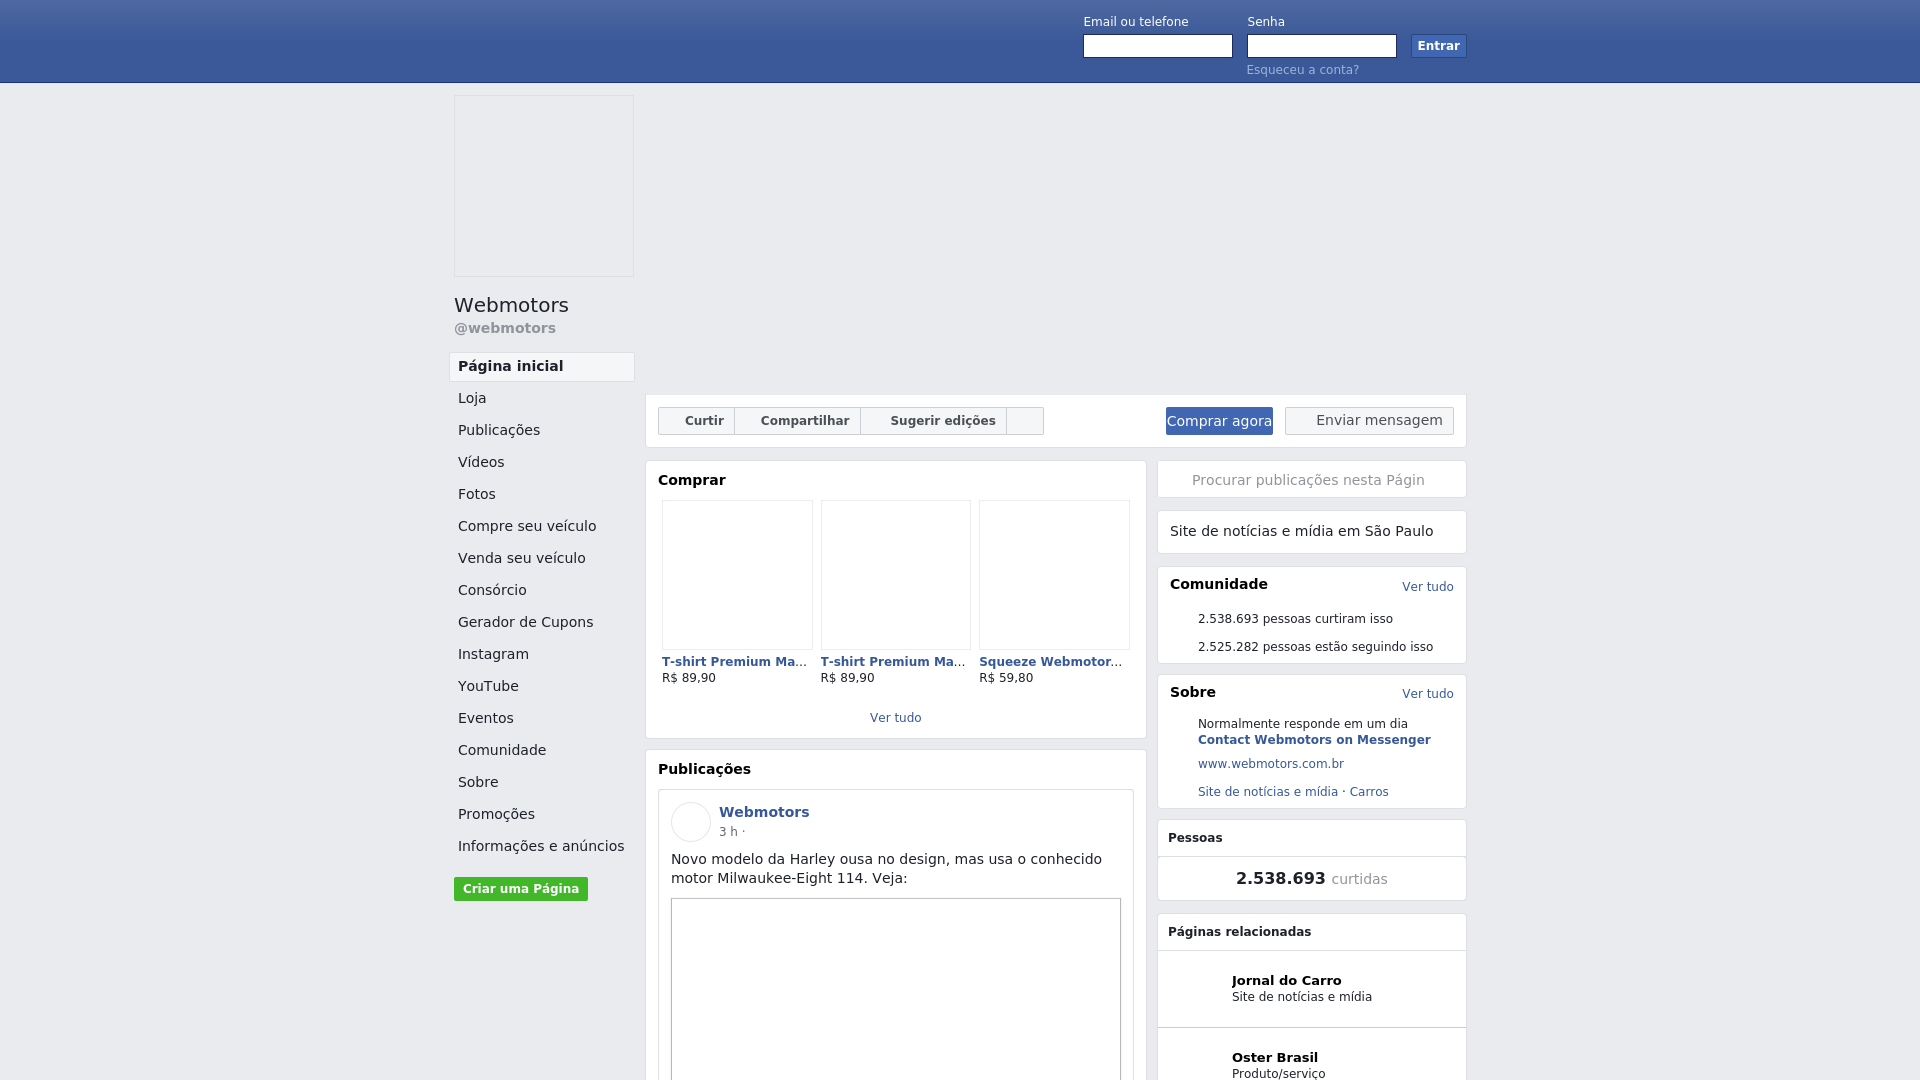 Email ou telefone
Senha
Entrar
Esqueceu a conta?
Webmotors
@webmotors
Página inicial
Loja
Publicações
Vídeos
Fotos
Compre seu veículo
Venda seu veículo
Consórcio
Gerador de Cupons
Instagram
YouTube
Eventos
Comunidade
Sobre
Promoções
Informações e anúncios
Criar uma Página
Curtir
Compartilhar
Sugerir edições
Comprar agora
Enviar mensagem
Comprar
T-shirt Premium Ma...
R$ 89,90
T-shirt Premium Ma...
R$ 89,90
Squeeze Webmotor...
R$ 59,80
Ver tudo
Publicações
Webmotors
3 h ·
Novo modelo da Harley ousa no design, mas usa o conhecido
motor Milwaukee-Eight 114. Veja:
Procurar publicações nesta Págin
Site de notícias e mídia em São Paulo
Comunidade
Ver tudo
2.538.693 pessoas curtiram isso
2.525.282 pessoas estão seguindo isso
Sobre
Ver tudo
Normalmente responde em um dia
Contact Webmotors on Messenger
www.webmotors.com.br
Site de notícias e mídia · Carros
Pessoas
2.538.693 curtidas
Páginas relacionadas
Jornal do Carro
Site de notícias e mídia
Oster Brasil
Produto/serviço